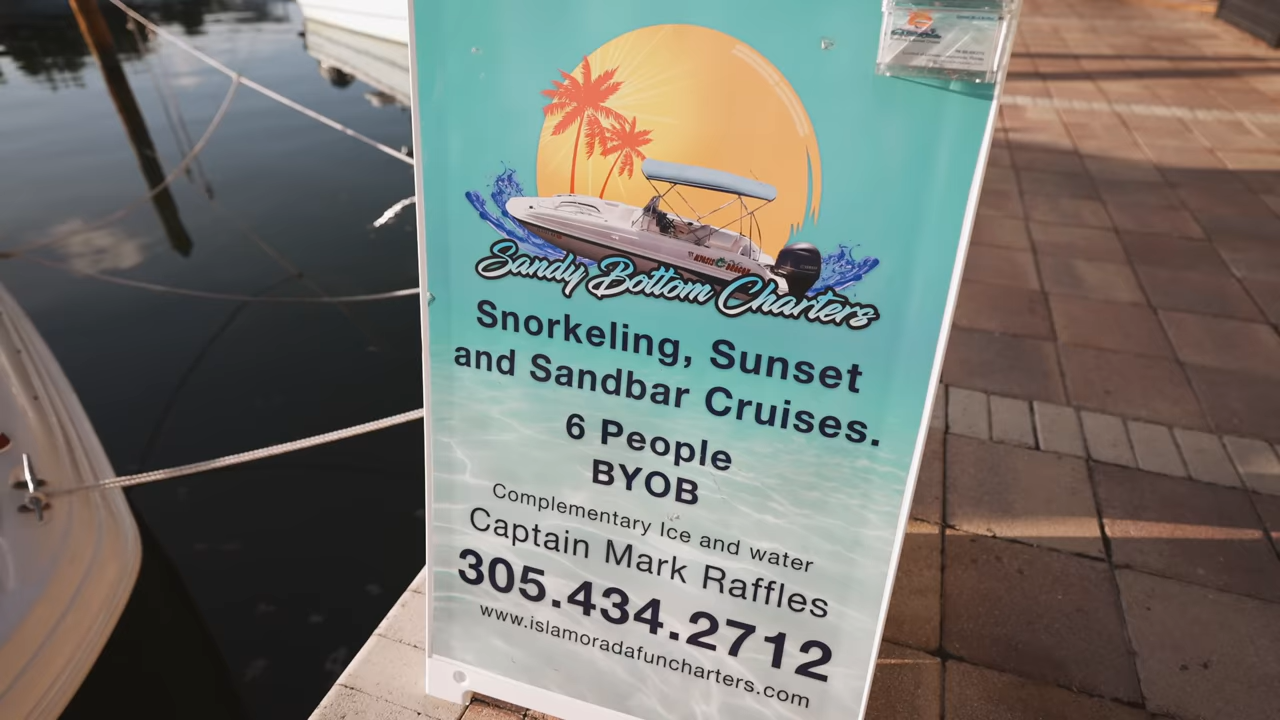 Sandy Bottom Charters
Snorkeling, Sunset
and Sandbar Cruises.
6 People
BYOB
Complementary Ice and water
Captain Mark Raffles
305.434.2712
www.islamoradafuncharters.com